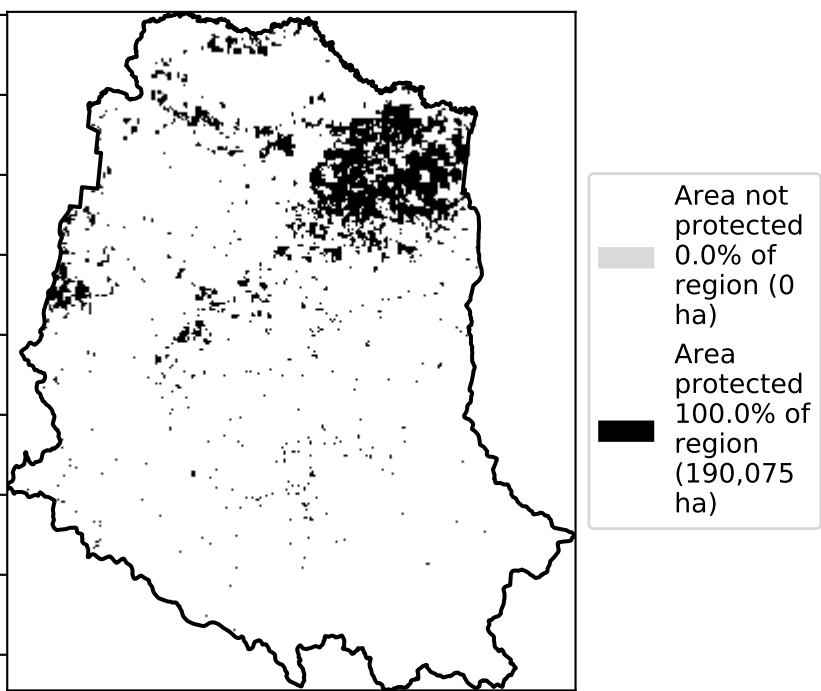 Area not
protected
0.0% of
region (0
ha)
Area
protected
100.0% of
region
(190,075
ha)